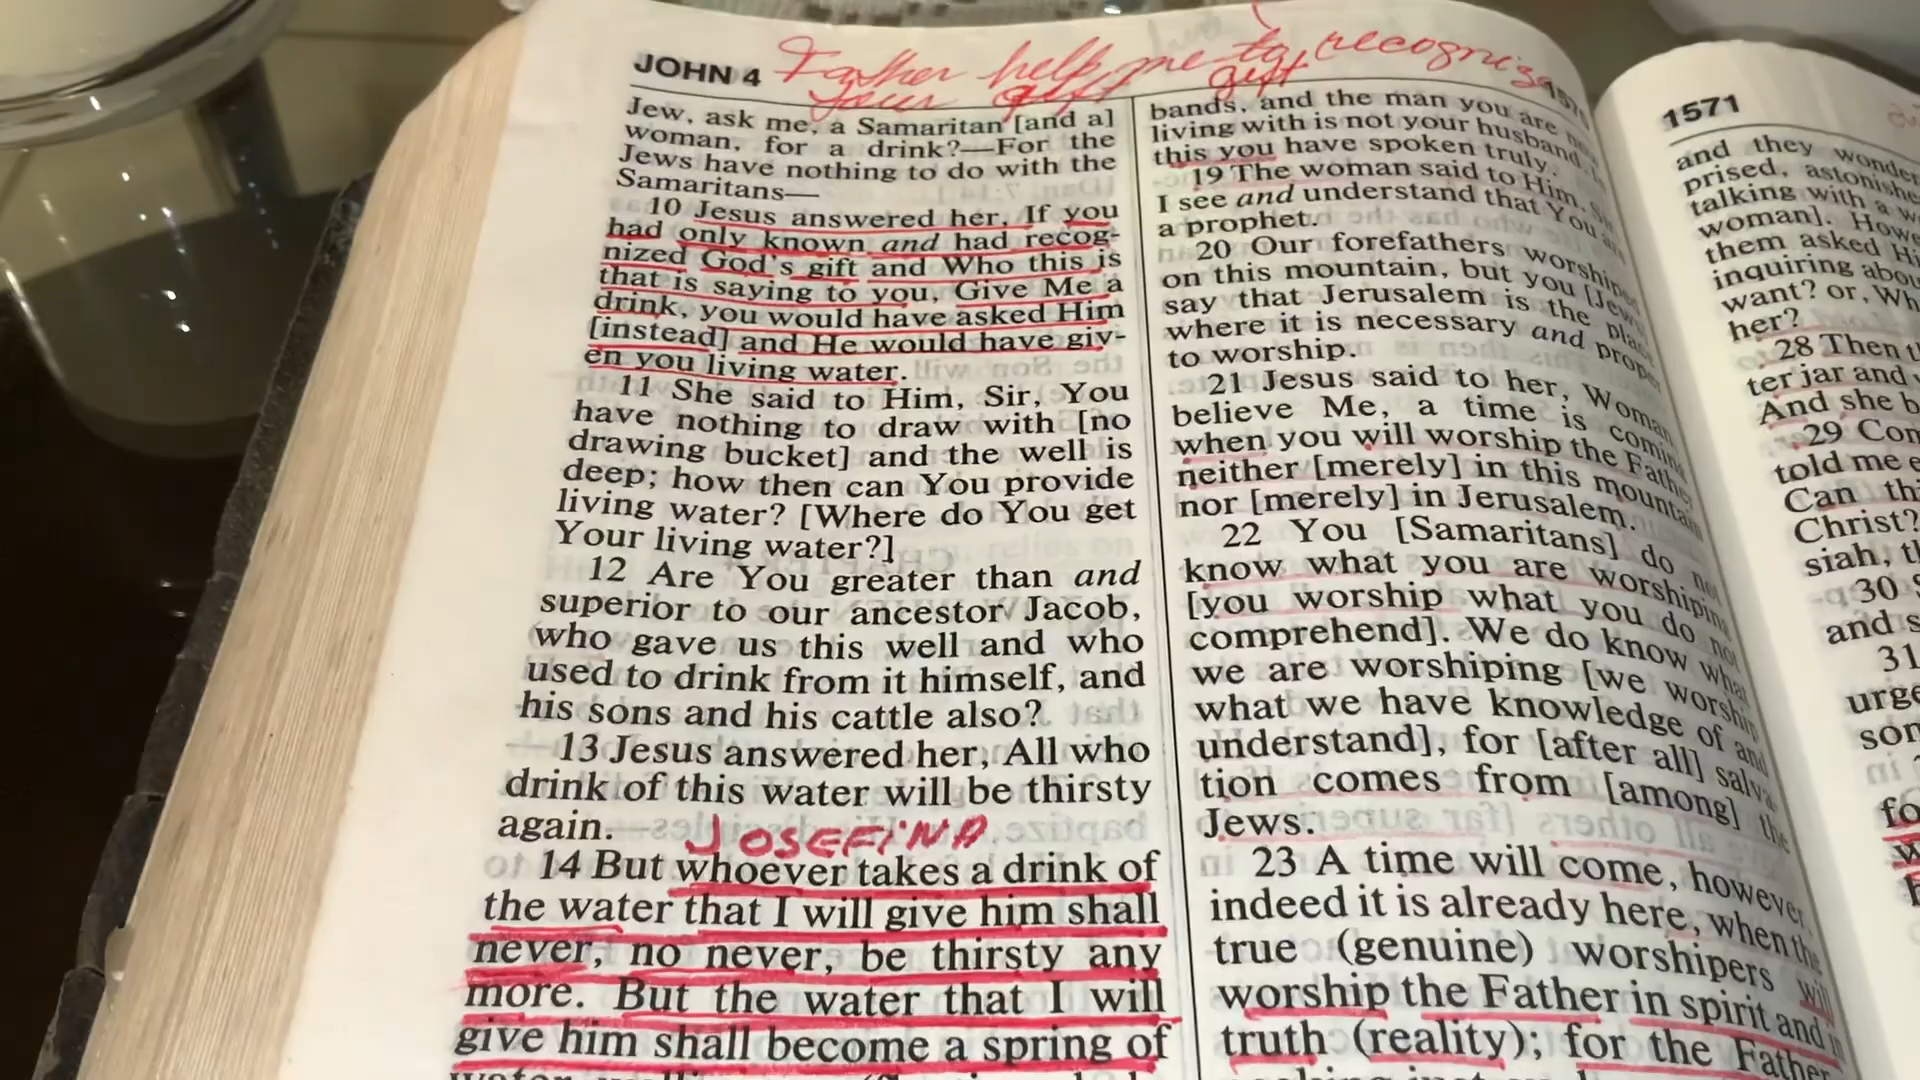 JOHN 4
Father help me to recognize
your gift gift
Jew, ask me, a Samaritan [and a]
woman, for a drink?—For the
Jews have nothing to do with the
Samaritans—
10 Jesus answered her, If you
had only known and had recog-
nized God's gift and Who this is
that is saying to you, Give Me a
drink, you would have asked Him
[instead] and He would have giv-
en you living water.
11 She said to Him, Sir, You
have nothing to draw with [no
drawing bucket] and the well is
deep; how then can You provide
living water? [Where do You get
Your living water?]
12 Are You greater than and
superior to our ancestor Jacob,
who gave us this well and who
used to drink from it himself, and
his sons and his cattle also?
13 Jesus answered her, All who
drink of this water will be thirsty
again.
JOSEFINA
14 But whoever takes a drink of
the water that I will give him shall
never, no never, be thirsty any
more. But the water that I will
give him shall become a spring of
bands, and the man you are
living with is not your husband.
this you have spoken truly.
19 The woman said to Him,
I see and understand that You
a prophet.
20 Our forefathers
on this mountain, but you
say that Jerusalem is the place
where it is necessary and
to worship.
21 Jesus said to her, Woman,
believe Me, a time is
when you will worship the Father
neither [merely] in this mountain
nor [merely] in Jerusalem.
22 You [Samaritans] do not
know what you are
[you worship what you do not
comprehend]. We do know what
we are worshiping [we worship
what we have knowledge of and
understand], for [after all] salva-
tion comes from [among] the
Jews.
23 A time will come, however,
indeed it is already here, when the
true (genuine) worshipers will
worship the Father in spirit and in
truth (reality); for the Father
1571
and they
prised,
talking with a
woman].
them asked
inquiring
want? or,
her?
28 Then
ter jar and
And she
29
told me
Can
Christ?
siah,
30
and
31